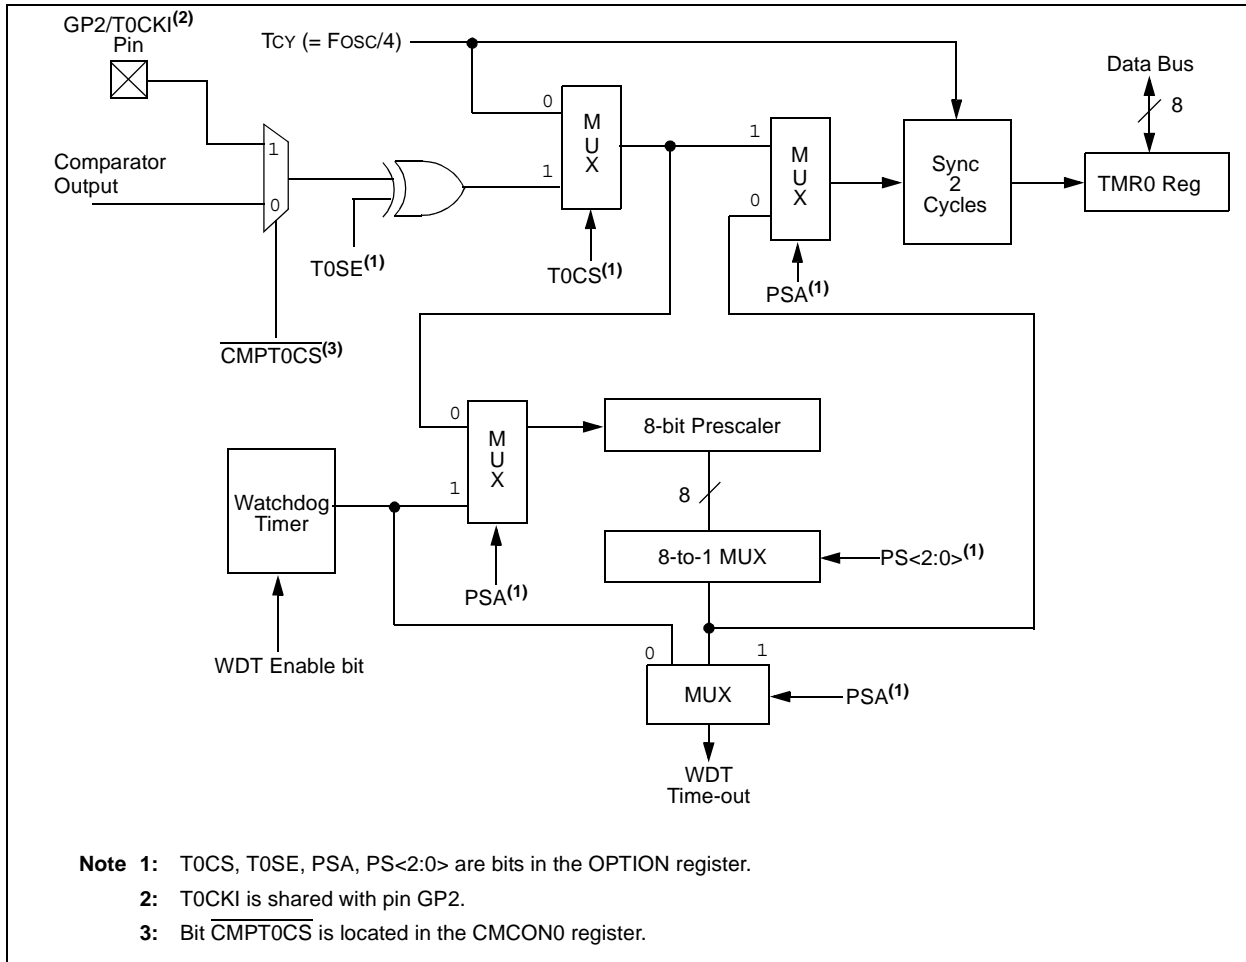 GP2/T0CKI(2)
Pin
TCY (= FOSC/4)
Data Bus
8
0
M
U
X
1
T0CS(1)
1
M
U
X
0
PSA(1)
Sync
2
Cycles
TMR0 Reg
1
0
Comparator
Output
T0SE(1)
CMPT0CS(3)
0
M
U
X
1
PSA(1)
8-bit Prescaler
8
8-to-1 MUX
PS<2:0>(1)
Watchdog
Timer
WDT Enable bit
0
1
MUX
PSA(1)
WDT
Time-out
Note 1: T0CS, T0SE, PSA, PS<2:0> are bits in the OPTION register.
2: T0CKI is shared with pin GP2.
3: Bit CMPT0CS is located in the CMCON0 register.